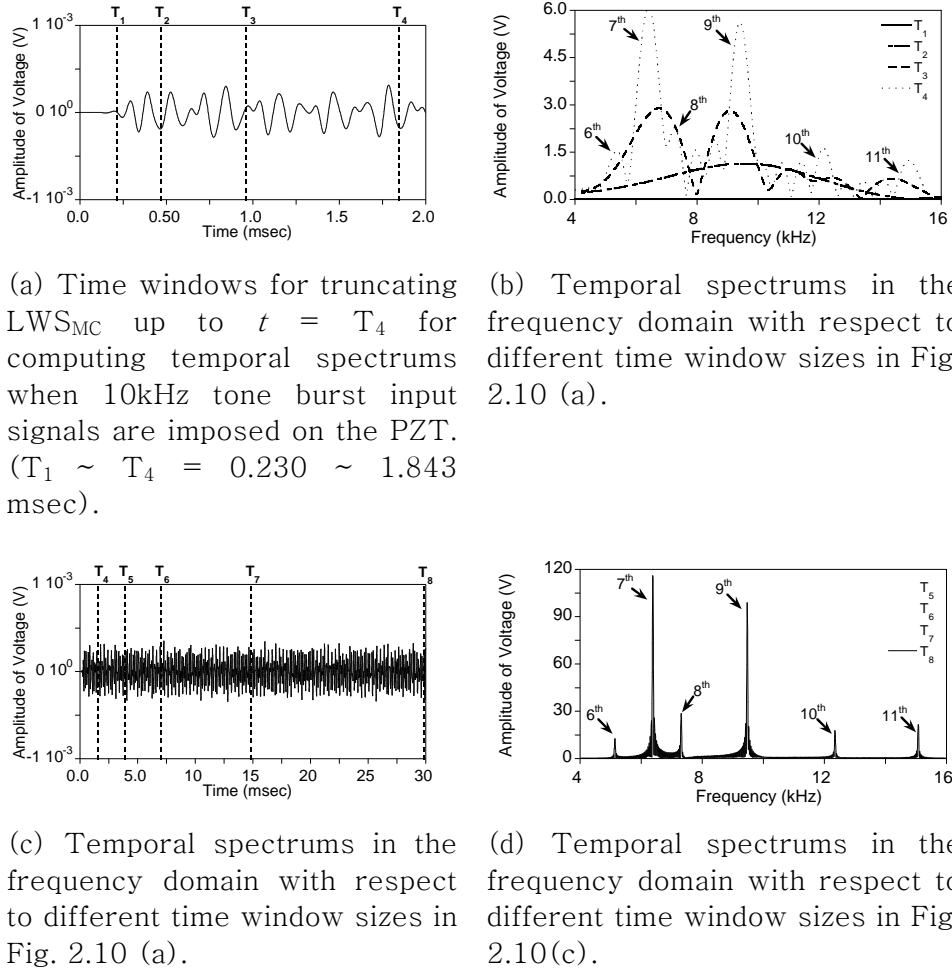 T1 T2 T3 T4
1 10-3
0 100
-1 10-3
Amplitude of Voltage (V)
0.0 0.50 1.0 1.5 2.0
Time (msec)
6.0
4.5
3.0
1.5
0.0
Amplitude of Voltage (V)
7th
9th
8th
6th
10th
11th
T1
T2
T3
T4
4 8 12 16
Frequency (kHz)
(a) Time windows for truncating
LWSMC up to t = T4 for
computing temporal spectrums
when 10kHz tone burst input
signals are imposed on the PZT.
(T1 ~ T4 = 0.230 ~ 1.843
msec).
(b) Temporal spectrums in the
frequency domain with respect to
different time window sizes in Fig
2.10 (a).
T4 T5 T6 T7 T8
1 10-3
0 100
-1 10-3
Amplitude of Voltage (V)
0.0 5.0 10 15 20 25 30
Time (msec)
120
90
60
30
0
Amplitude of Voltage (V)
7th
9th
8th
6th
10th
11th
T5
T6
T7
T8
4 8 12 16
Frequency (kHz)
(c) Temporal spectrums in the
frequency domain with respect
to different time window sizes in
Fig. 2.10 (a).
(d) Temporal spectrums in the
frequency domain with respect to
different time window sizes in Fig
2.10(c).